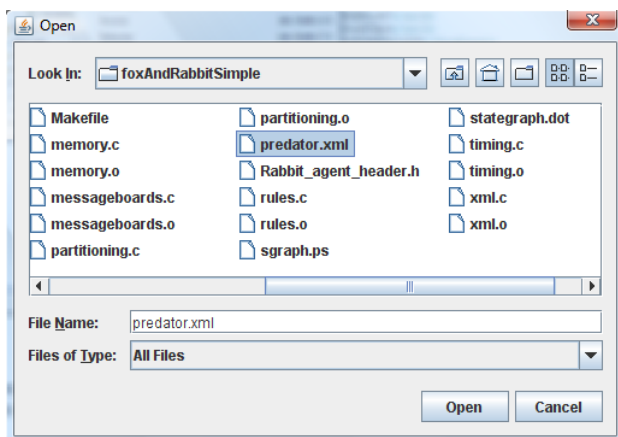 Open
Look In: foxAndRabbitSimple
Makefile partitioning.o stategraph.dot
memory.c predator.xml timing.c
memory.o Rabbit_agent_header.h timing.o
messageboards.c rules.c xml.c
messageboards.o rules.o xml.o
partitioning.c sgraph.ps
File Name: predator.xml
Files of Type: All Files
Open Cancel